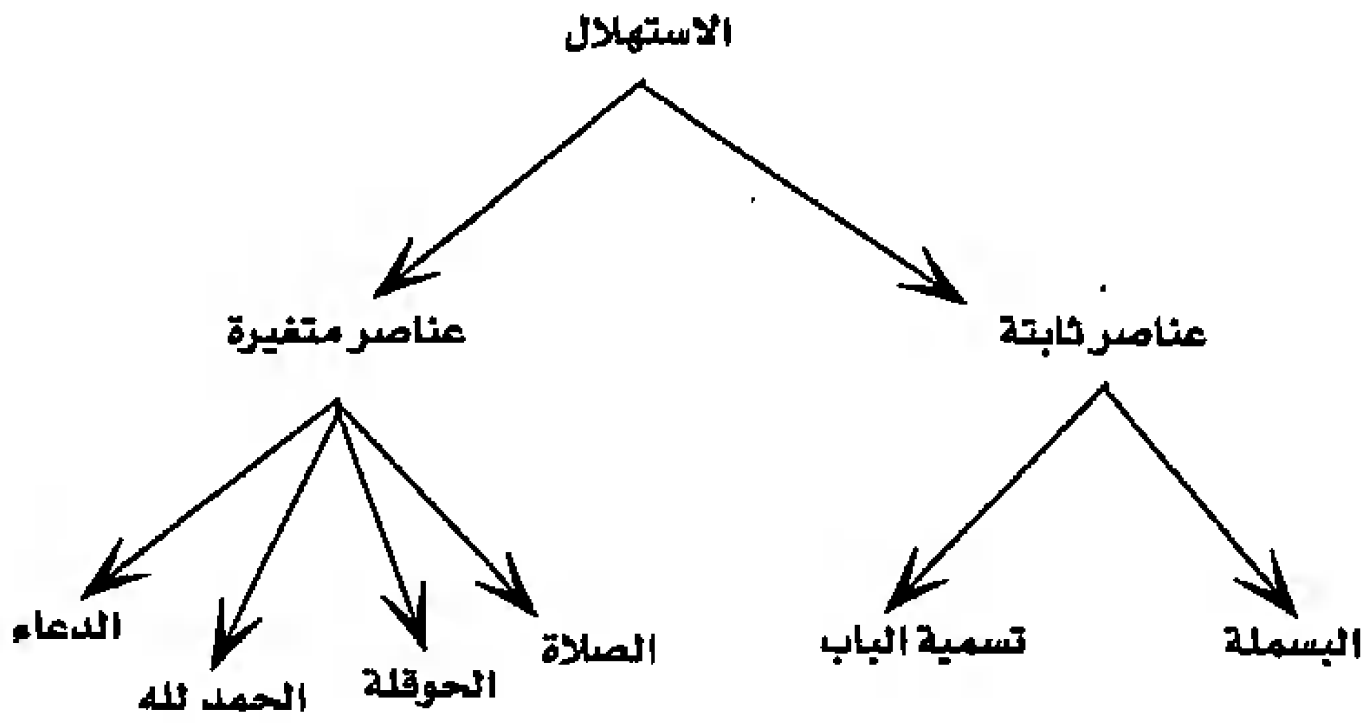 الاستهلال
عناصر ثابتة
عناصر متغيرة
البسملة
تسمية الباب
الصلاة
الحوقلة
الحمد لله
الدعاء